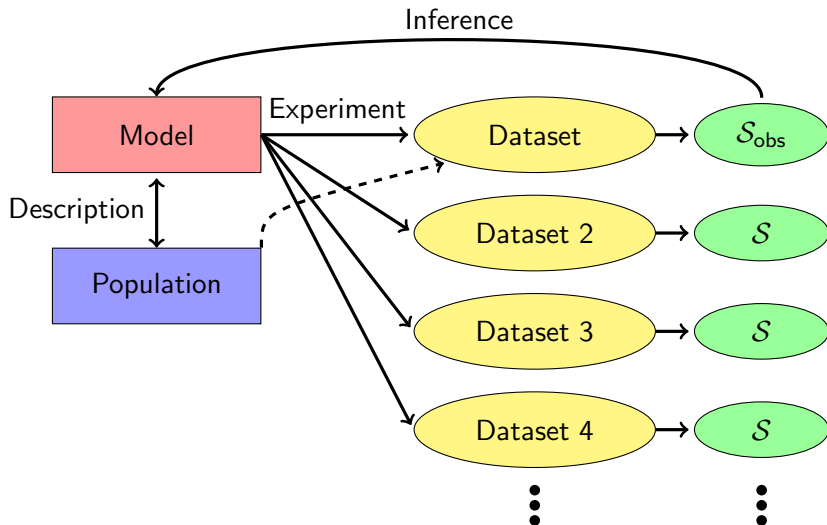 Inference
Experiment
Model
Dataset
𝒮obs
Description
Dataset 2
𝒮
Population
Dataset 3
𝒮
Dataset 4
𝒮